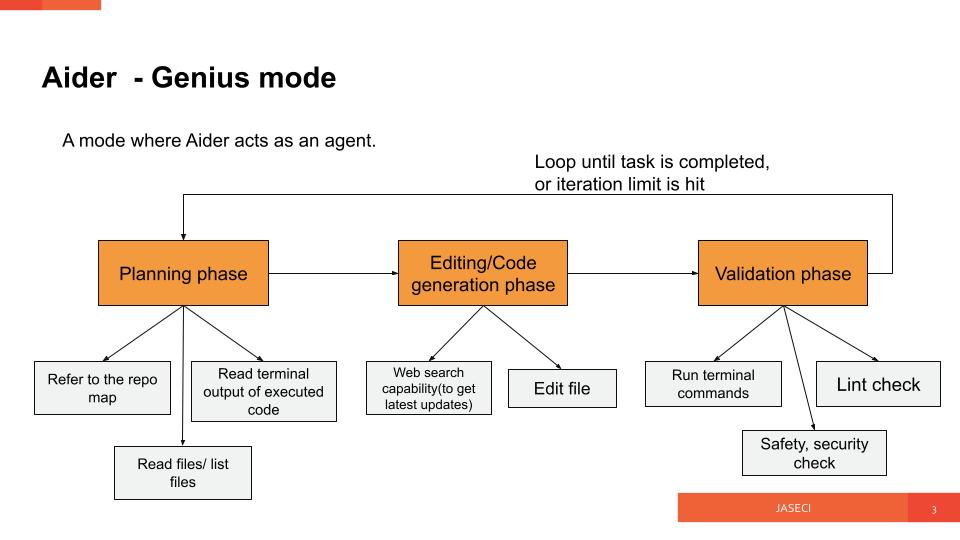 Aider  - Genius mode
A mode where Aider acts as an agent.
Loop until task is completed,
or iteration limit is hit
Planning phase
Editing/Code
generation phase
Validation phase
Refer to the repo
map
Read terminal
output of executed
code
Read files/ list
files
Web search
capability(to get
latest updates)
Edit file
Run terminal
commands
Lint check
Safety, security
check
JASECI
3